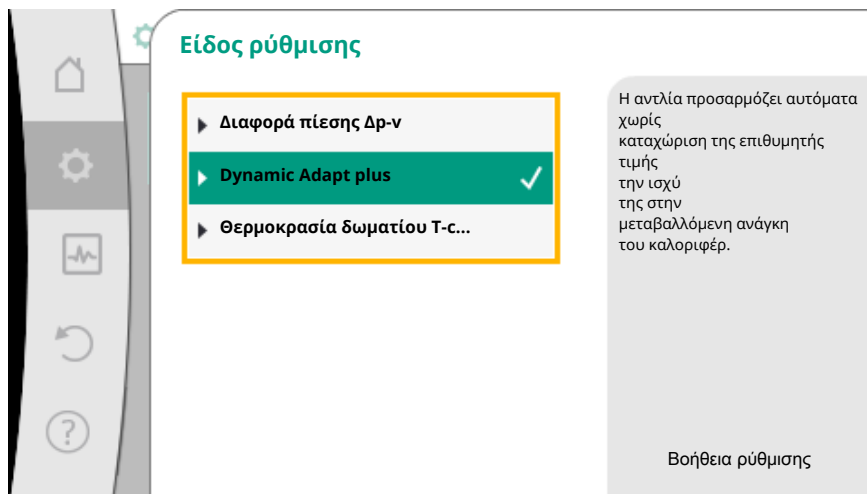 Είδος ρύθμισης
Διαφορά πίεσης Δp-v
Dynamic Adapt plus
Θερμοκρασία δωματίου T-c...
Η αντλία προσαρμόζει αυτόματα
χωρίς
καταχώριση της επιθυμητής
τιμής
την ισχύ
της στην
μεταβαλλόμενη ανάγκη
του καλοριφέρ.
Βοήθεια ρύθμισης
?